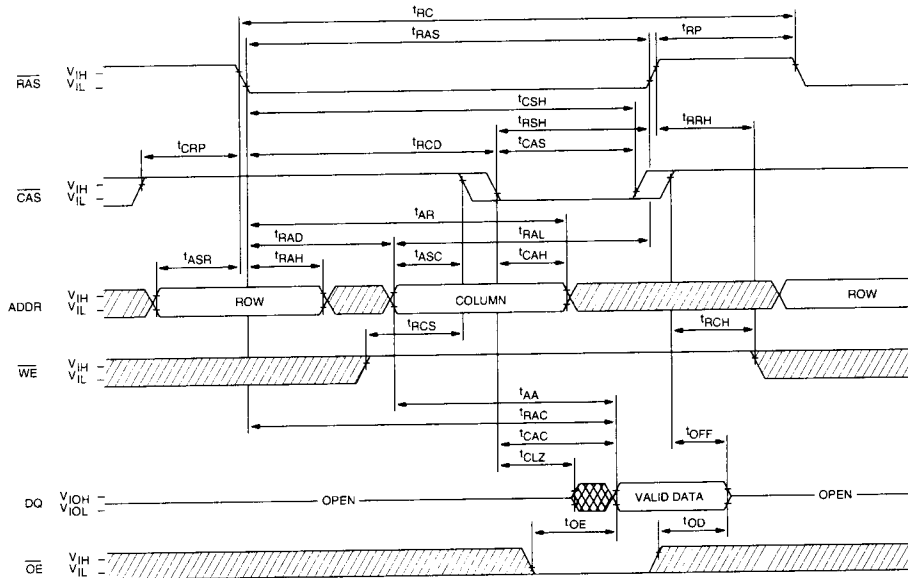 tRC
tRAS tRP
RAS VIH VIL
tCSH
tRSH tRRH
tCRP tRCD tCAS
CAS VIH VIL
tAR
tRAD tRAL
tASR tRAH tASC tCAH
ADDR VIH VIL ROW COLUMN ROW
tRCS tRCH
WE VIH VIL
tAA
tRAC
tCAC tOFF
tCLZ
DQ VIOH VIOL OPEN VALID DATA OPEN
tOE tOD
OE VIH VIL